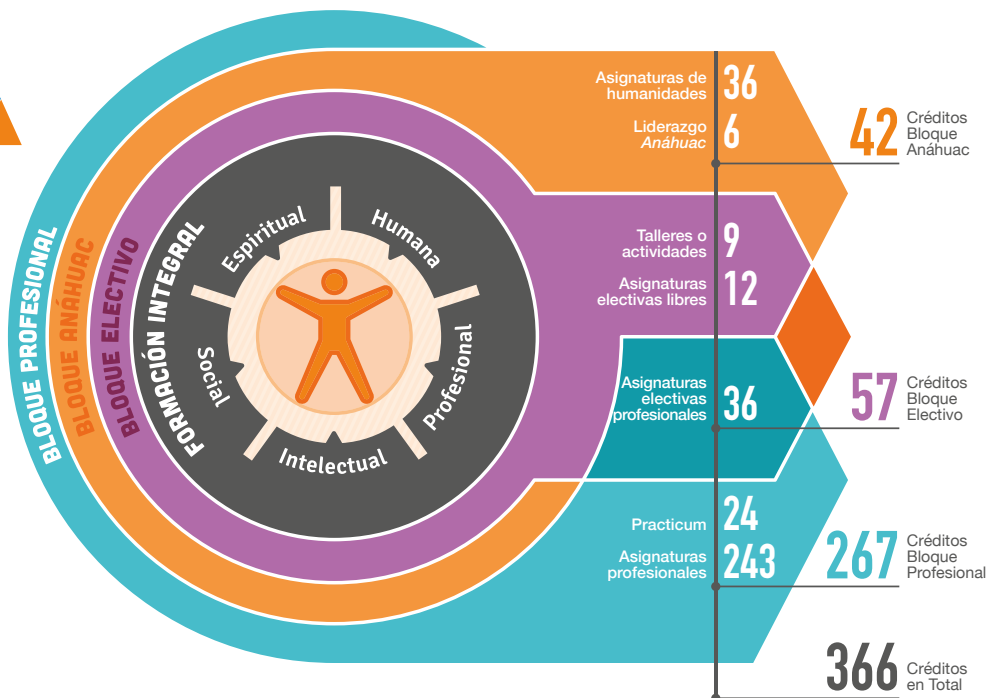 BLOQUE PROFESIONAL
BLOQUE ANÁHUAC
BLOQUE ELECTIVO
FORMACIÓN INTEGRAL
Espiritual
Humana
Social
Profesional
Intelectual
Asignaturas de
humanidades
36
Liderazgo
Anáhuac
6
42
Créditos
Bloque
Anáhuac
Talleres o
actividades
9
Asignaturas
electivas libres
12
Asignaturas
electivas
profesionales
36
57
Créditos
Bloque
Electivo
Practicum
24
Asignaturas
profesionales
243
267
Créditos
Bloque
Profesional
366
Créditos
en Total